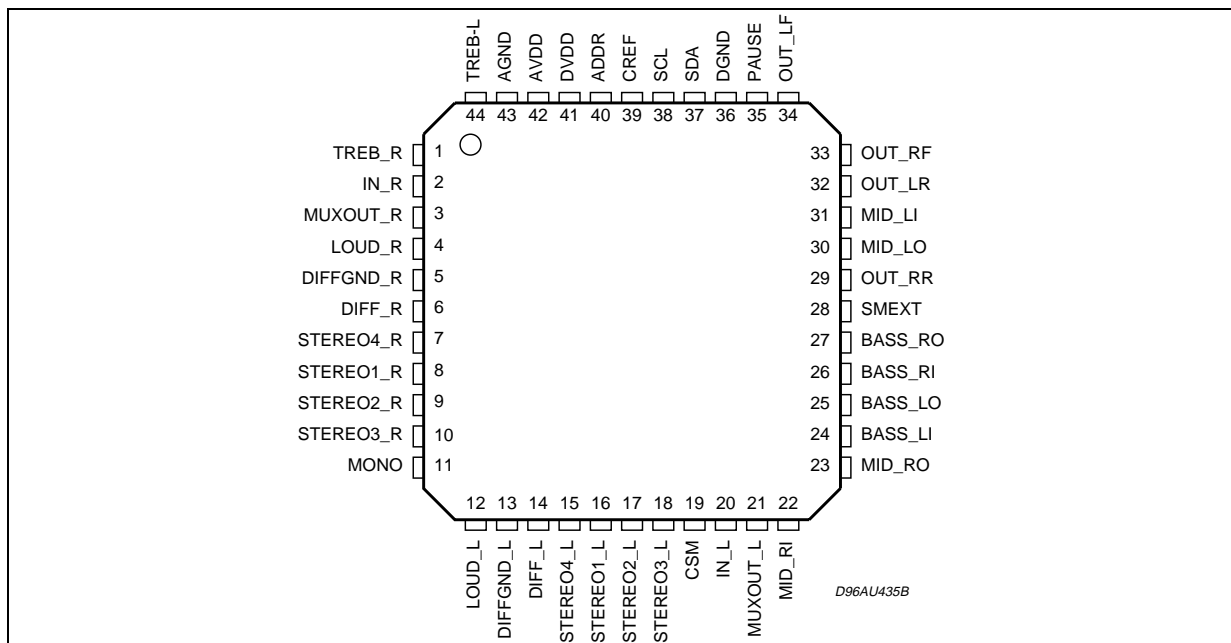 TREB-L
AGND
AVDD
DVDD
ADDR
CREF
SCL
SDA
DGND
PAUSE
OUT_LF
44 43 42 41 40 39 38 37 36 35 34
TREB_R 1
IN_R 2
MUXOUT_R 3
LOUD_R 4
DIFFGND_R 5
DIFF_R 6
STEREO4_R 7
STEREO1_R 8
STEREO2_R 9
STEREO3_R 10
MONO 11
33 OUT_RF
32 OUT_LR
31 MID_LI
30 MID_LO
29 OUT_RR
28 SMEXT
27 BASS_RO
26 BASS_RI
25 BASS_LO
24 BASS_LI
23 MID_RO
12 13 14 15 16 17 18 19 20 21 22
LOUD_L
DIFFGND_L
DIFF_L
STEREO4_L
STEREO1_L
STEREO2_L
STEREO3_L
CSM
IN_L
MUXOUT_L
MID_RI
D96AU435B